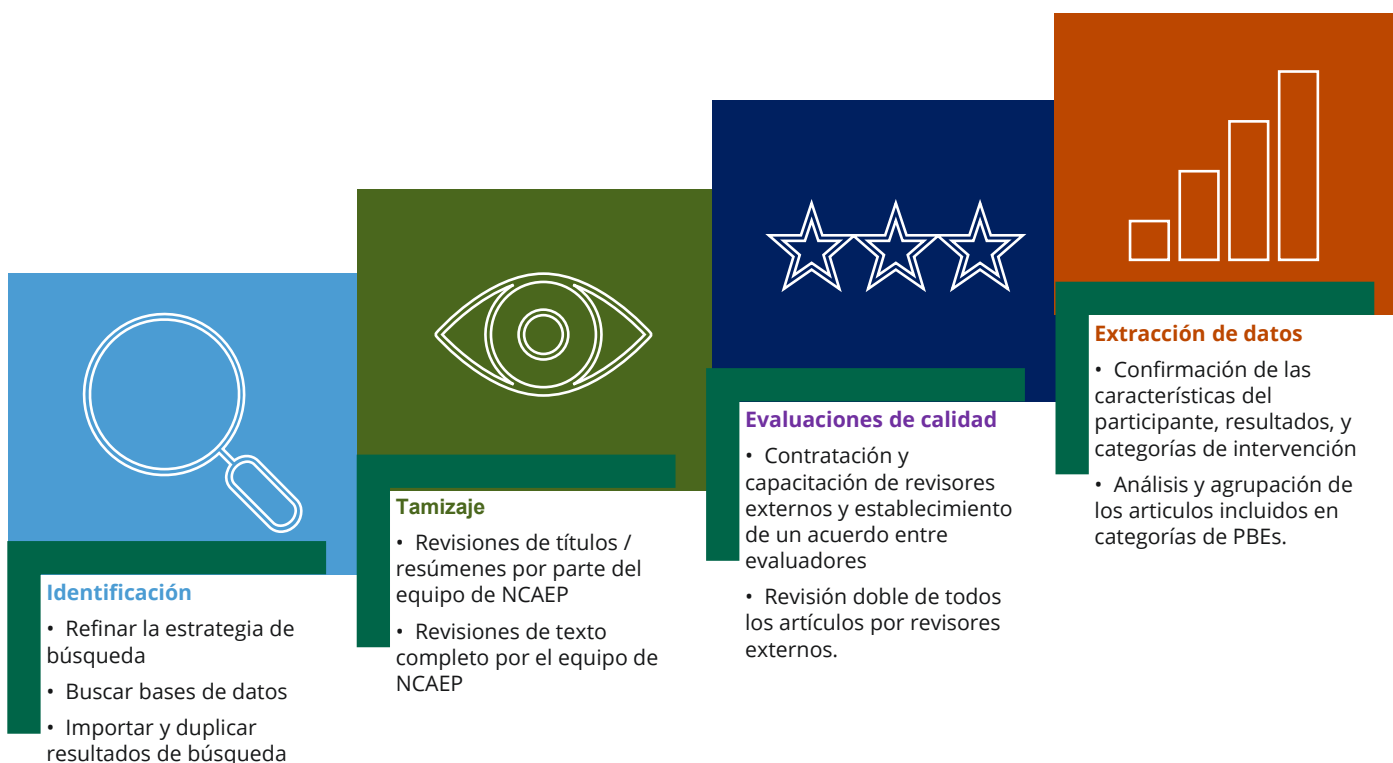 Identificación
• Refinar la estrategia de
búsqueda
• Buscar bases de datos
• Importar y duplicar
resultados de búsqueda
Tamizaje
• Revisiones de títulos /
resúmenes por parte del
equipo de NCAEP
• Revisiones de texto
completo por el equipo de
NCAEP
Evaluaciones de calidad
• Contratación y
capacitación de revisores
externos y establecimiento
de un acuerdo entre
evaluadores
• Revisión doble de todos
los artículos por revisores
externos.
Extracción de datos
• Confirmación de las
características del
participante, resultados, y
categorías de intervención
• Análisis y agrupación de
los articulos incluidos en
categorías de PBEs.